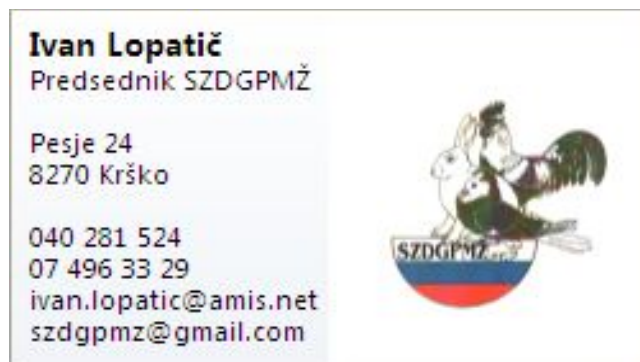 Ivan Lopatič
Predsednik SZDGPMŽ
Pesje 24
8270 Krško
040 281 524
07 496 33 29
ivan.lopatic@amis.net
szdgpmz@gmail.com
SZDGPMŽ